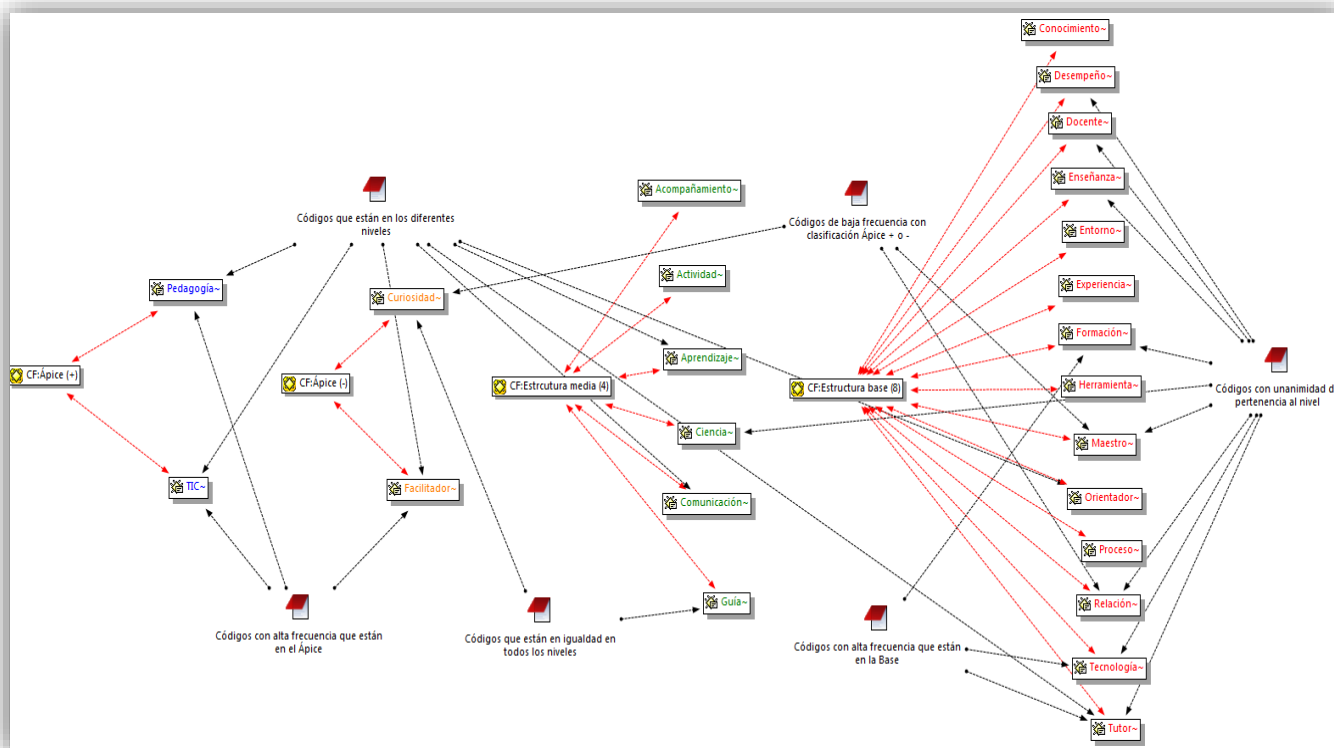 Conocimiento~
Desempeño~
Docente~
Enseñanza~
Acompañamiento~
Códigos que están en los diferentes
niveles
Códigos de baja frecuencia con
clasificación Ápice + o -
Entorno~
Actividad~
Pedagogía~
Curiosidad~
Experiencia~
Formación~
Aprendizaje~
CF:Ápice (+)
CF:Ápice (-)
CF:Estrcutura media (4)
CF:Estructura base (8)
Herramienta~
Códigos con unanimidad d
pertenencia al nivel
Ciencia~
Maestro~
TIC~
Facilitador~
Comunicación~
Orientador~
Proceso~
Guía~
Relación~
Códigos con alta frecuencia que están
en el Ápice
Códigos que están en igualdad en
todos los niveles
Códigos con alta frecuencia que están
en la Base
Tecnología~
Tutor~